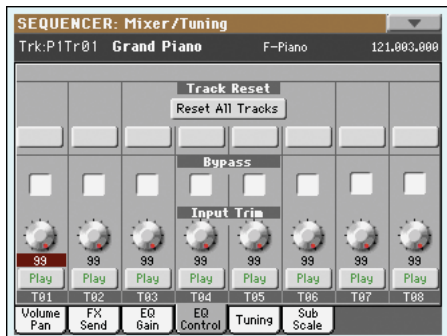 SEQUENCER: Mixer/Tuning
Trk:P1Tr01 Grand Piano F-Piano 121.003.000
Track Reset
Reset All Tracks
Bypass
Input Trim
99 99 99 99 99 99 99 99
Play Play Play Play Play Play Play Play
T01 T02 T03 T04 T05 T06 T07 T08
Volume Pan FX Send EQ Gain EQ Control Tuning Sub Scale